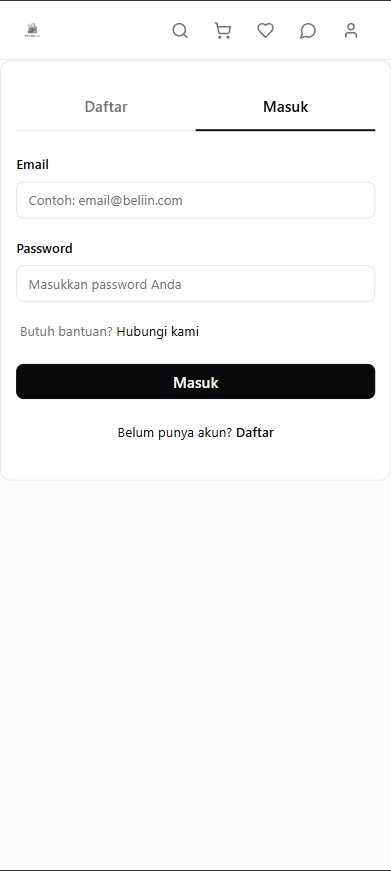 Daftar
Masuk
Email
Contoh: email@beliin.com
Password
Masukkan password Anda
Butuh bantuan? Hubungi kami
Masuk
Belum punya akun? Daftar